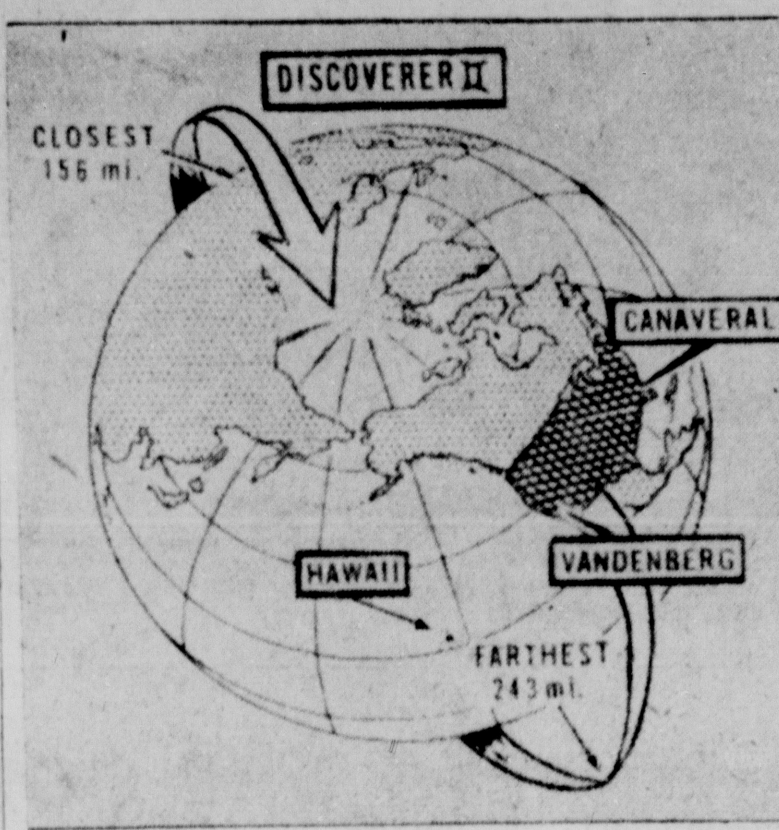 DISCOVERER II
CLOSEST
156 mi.
CANAVERAL
HAWAII
VANDENBERG
FARTHEST
243 mi.